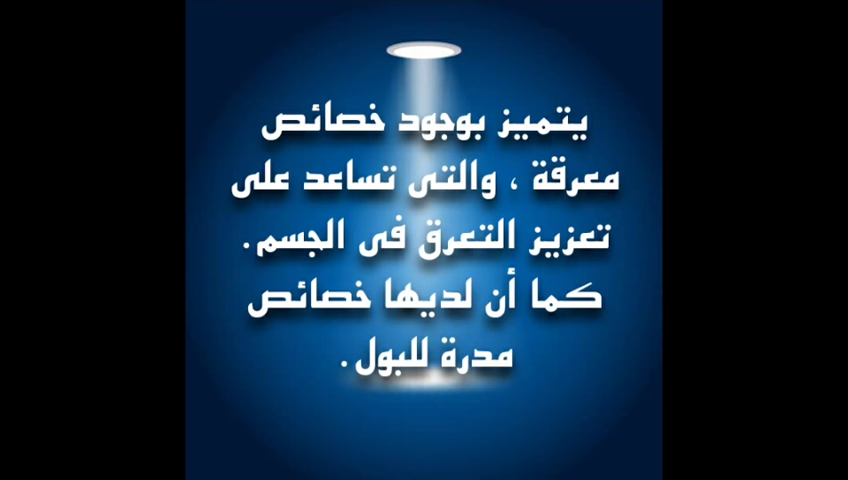 يتميز بوجود خصائص
معرقة ، والتى تساعد على
تعزيز التعرق فى الجسم.
كما أن لديها خصائص
مدرة للبول.